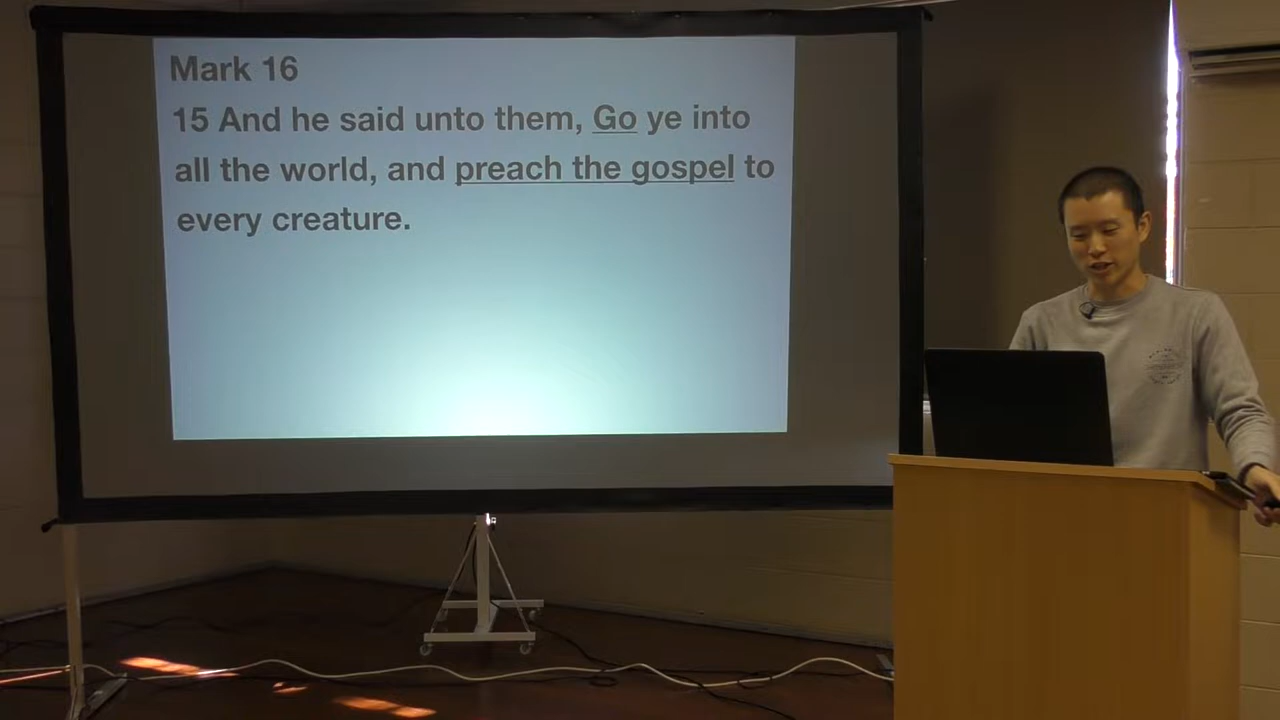 Mark 16
15 And he said unto them, Go ye into
all the world, and preach the gospel to
every creature.